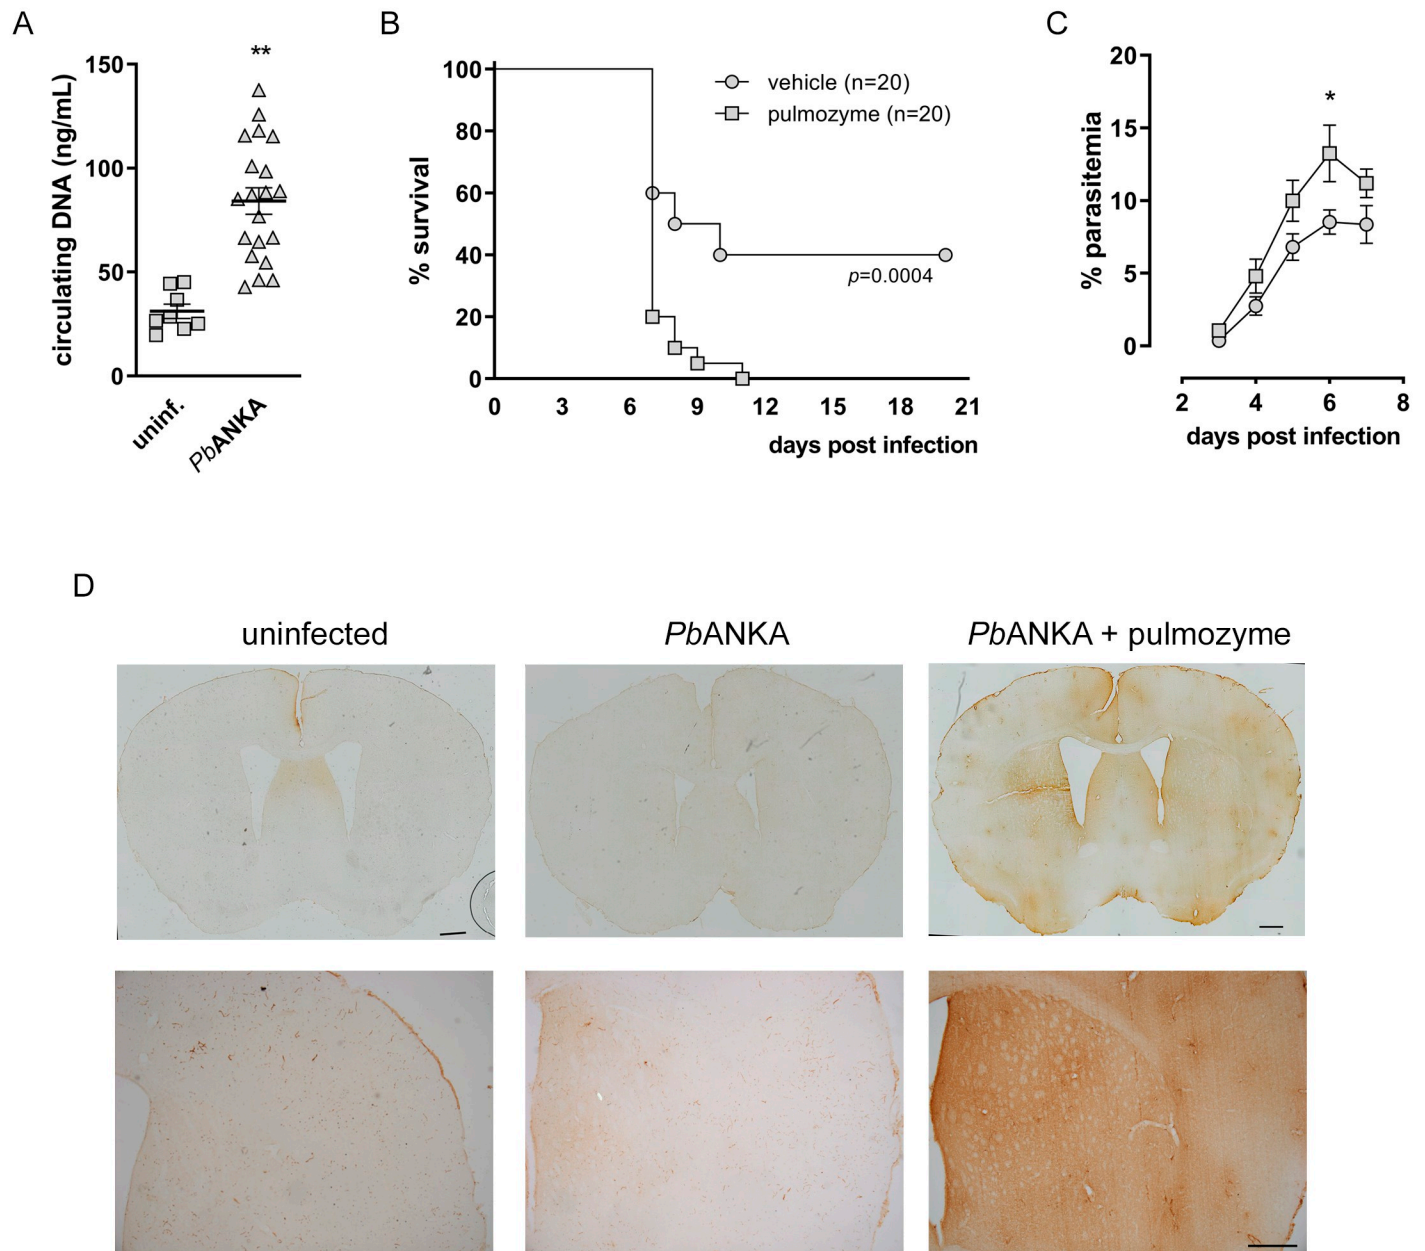 A
B
C
**
circulating DNA (ng/mL)
150
100
50
0
uninf.
PbANKA
% survival
100
80
60
40
20
0
vehicle (n=20)
pulmozyme (n=20)
p=0.0004
0 3 6 9 12 15 18 21
days post infection
% parasitemia
20
15
10
5
0
*
2 4 6 8
days post infection
D
uninfected
PbANKA
PbANKA + pulmozyme